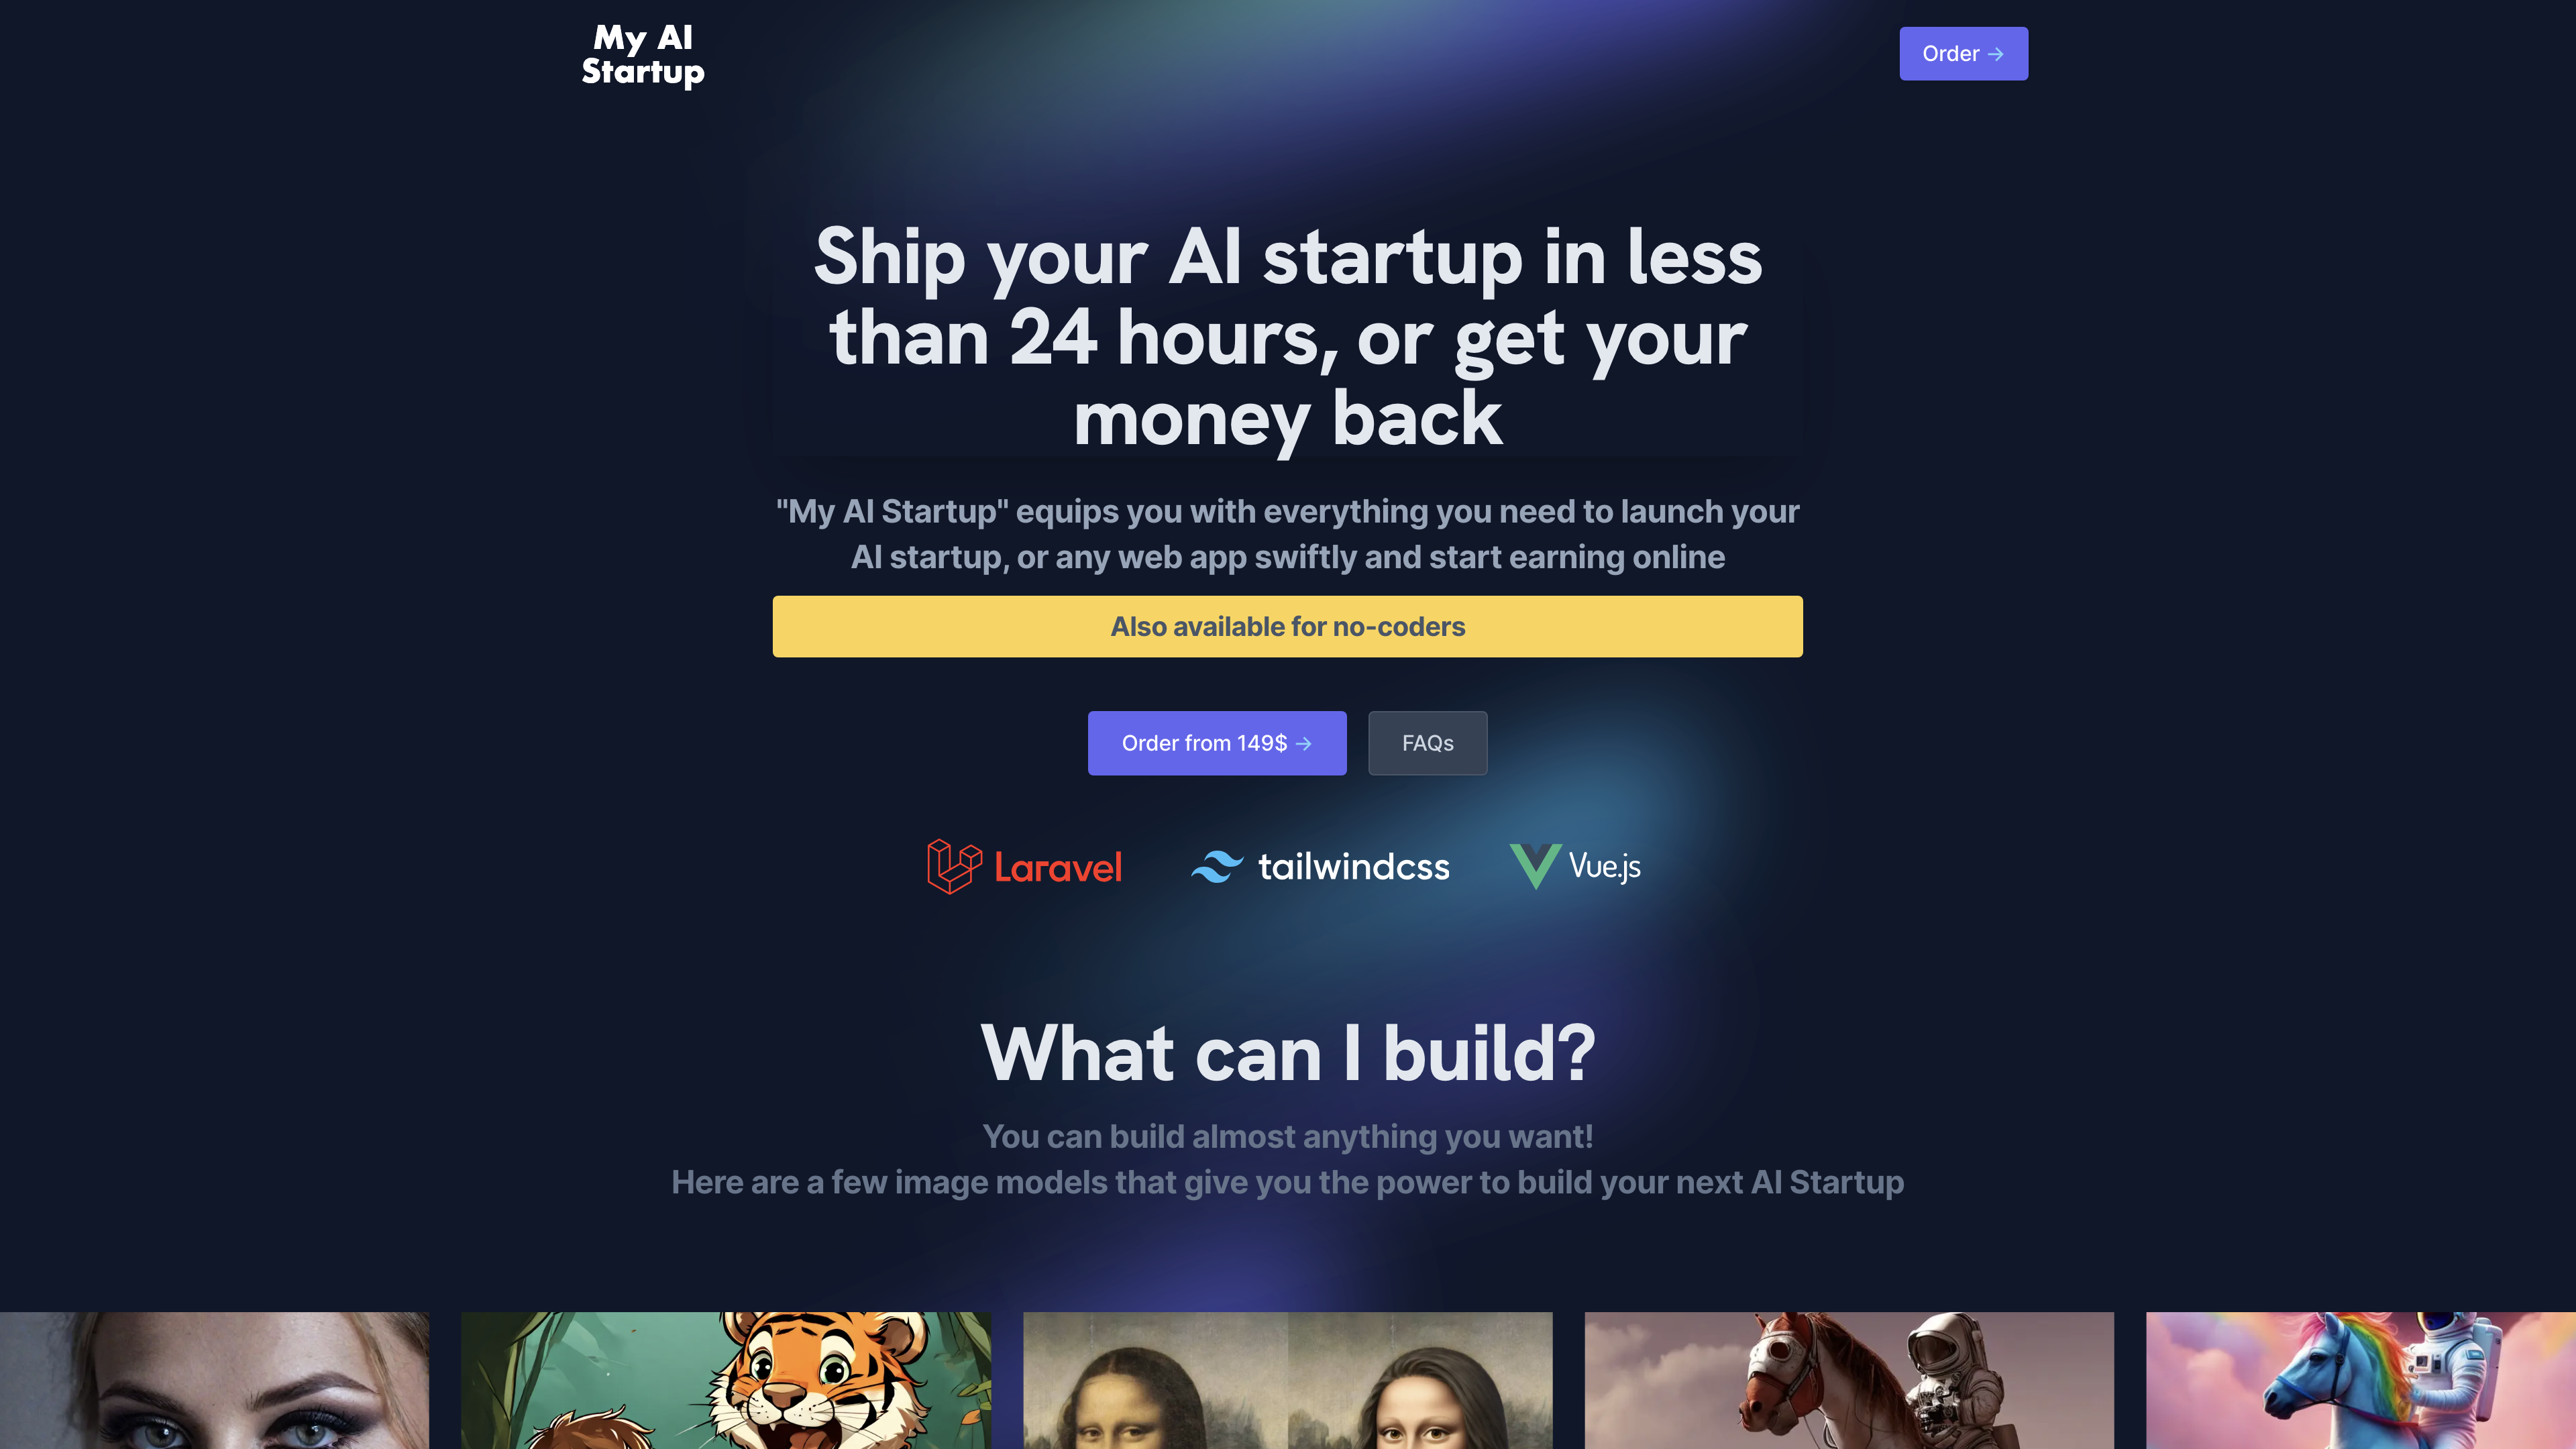 My AI
Startup
Order →
Ship your AI startup in less
than 24 hours, or get your
money back
"My AI Startup" equips you with everything you need to launch your
AI startup, or any web app swiftly and start earning online
Also available for no-coders
Order from 149$ →
FAQs
Laravel
tailwindcss
Vue.js
What can I build?
You can build almost anything you want!
Here are a few image models that give you the power to build your next AI Startup